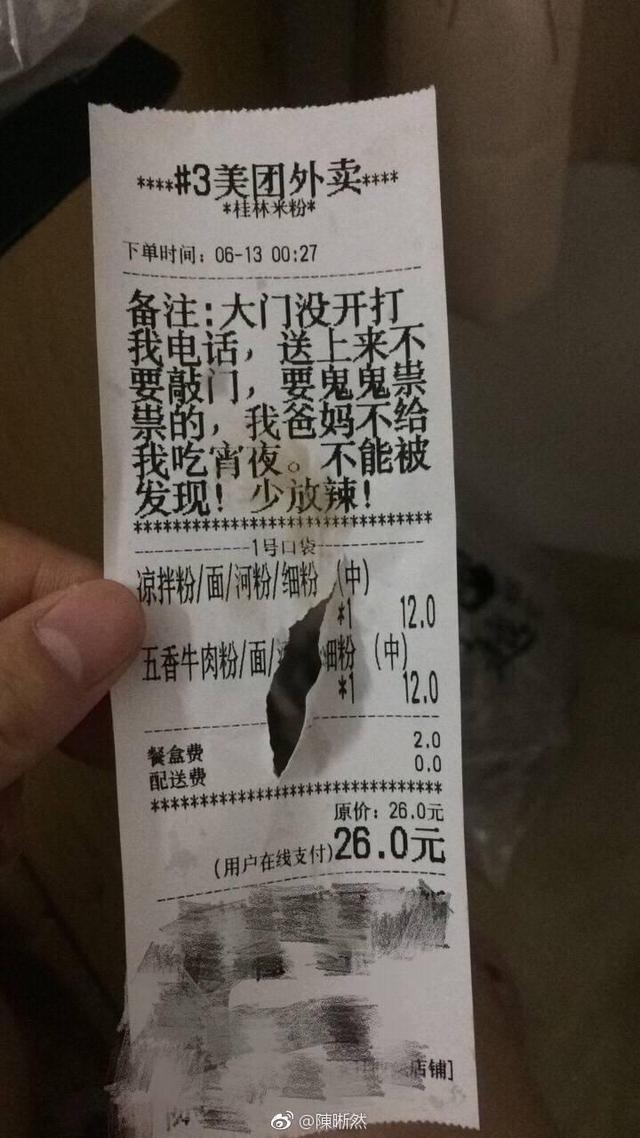 ****#3美团外卖****
*桂林米粉*
下单时间：06-13 00:27
备注:大门没开打
我电话，送上来不
要敲门，要鬼鬼祟
祟的，我爸妈不给
我吃宵夜。不能被
发现！少放辣！
********************************
1号口袋
凉拌粉/面/河粉/细粉（中）
*1 12.0
五香牛肉粉/面/ 细粉（中）
*1 12.0
餐盒费 2.0
配送费 0.0
********************************
原价：26.0元
(用户在线支付)26.0元
店铺]
@陳晰然